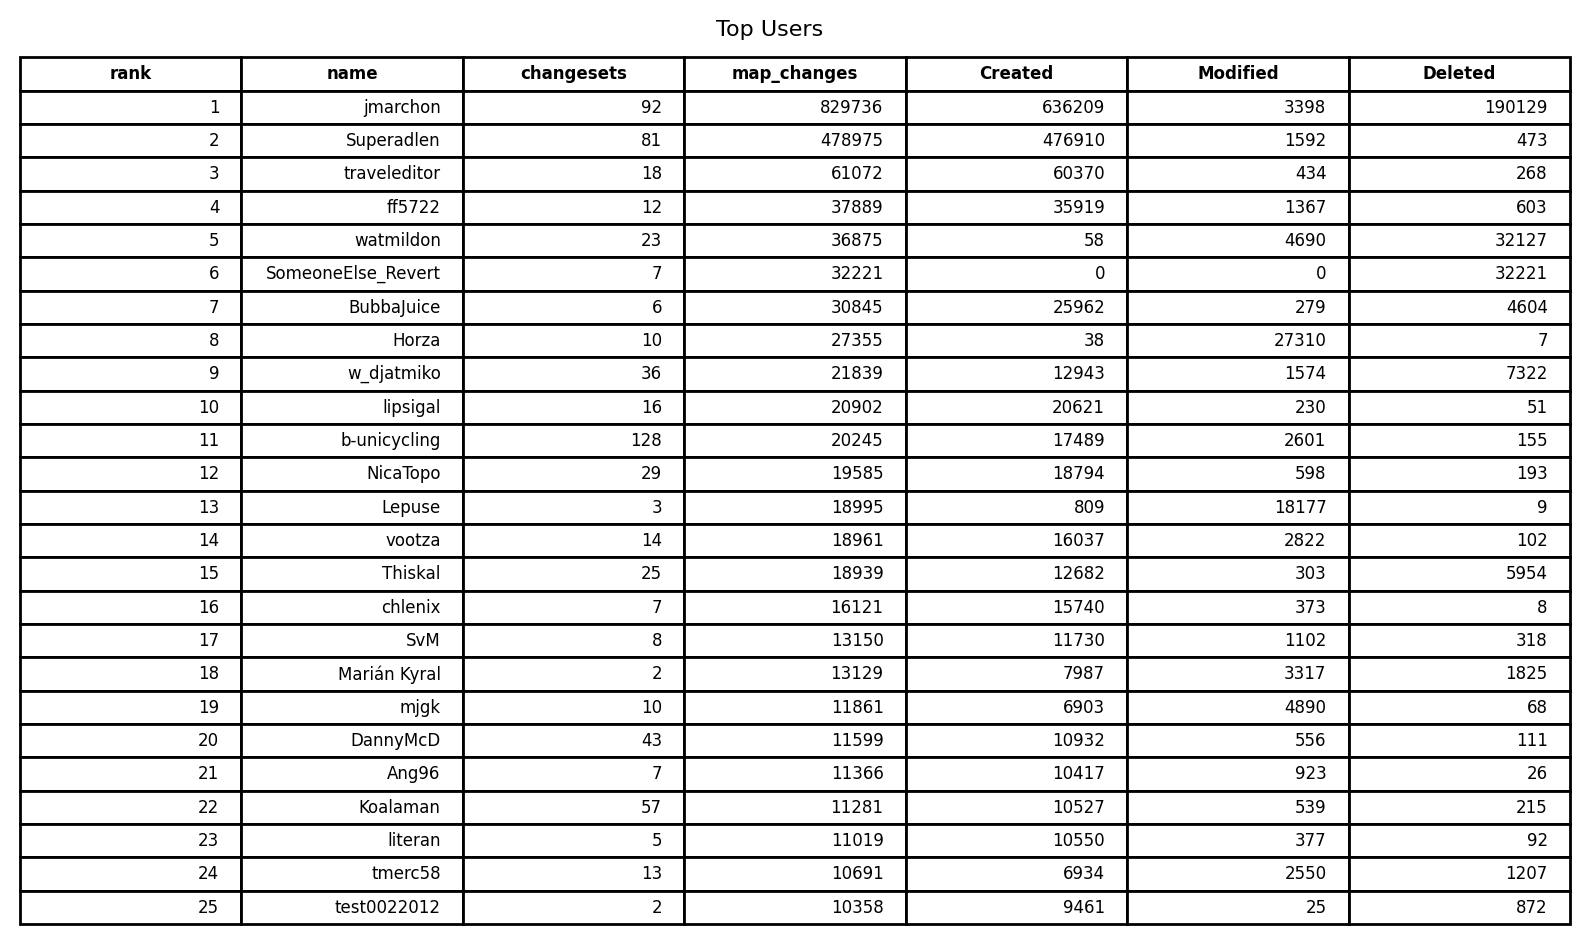 Top Users
rank name changesets map_changes Created Modified Deleted
1 jmarchon 92 829736 636209 3398 190129
2 Superadlen 81 478975 476910 1592 473
3 traveleditor 18 61072 60370 434 268
4 ff5722 12 37889 35919 1367 603
5 watmildon 23 36875 58 4690 32127
6 SomeoneElse_Revert 7 32221 0 0 32221
7 BubbaJuice 6 30845 25962 279 4604
8 Horza 10 27355 38 27310 7
9 w_djatmiko 36 21839 12943 1574 7322
10 lipsigal 16 20902 20621 230 51
11 b-unicycling 128 20245 17489 2601 155
12 NicaTopo 29 19585 18794 598 193
13 Lepuse 3 18995 809 18177 9
14 vootza 14 18961 16037 2822 102
15 Thiskal 25 18939 12682 303 5954
16 chlenix 7 16121 15740 373 8
17 SvM 8 13150 11730 1102 318
18 Marián Kyral 2 13129 7987 3317 1825
19 mjgk 10 11861 6903 4890 68
20 DannyMcD 43 11599 10932 556 111
21 Ang96 7 11366 10417 923 26
22 Koalaman 57 11281 10527 539 215
23 literan 5 11019 10550 377 92
24 tmerc58 13 10691 6934 2550 1207
25 test0022012 2 10358 9461 25 872